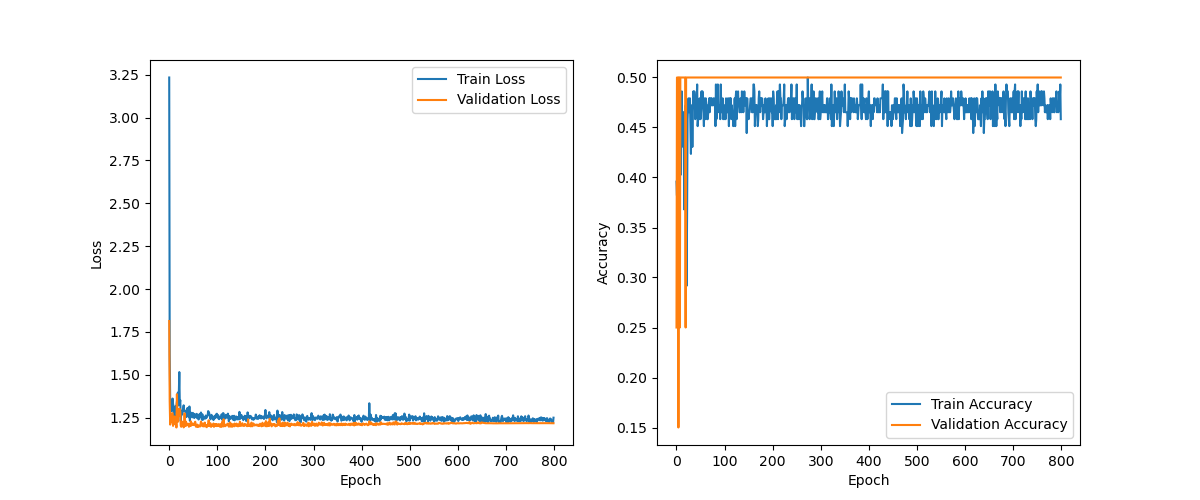 3.25
3.00
2.75
2.50
2.25
2.00
1.75
1.50
1.25
Loss
0 100 200 300 400 500 600 700 800
Epoch
Train Loss
Validation Loss
0.50
0.45
0.40
0.35
0.30
0.25
0.20
0.15
Accuracy
0 100 200 300 400 500 600 700 800
Epoch
Train Accuracy
Validation Accuracy